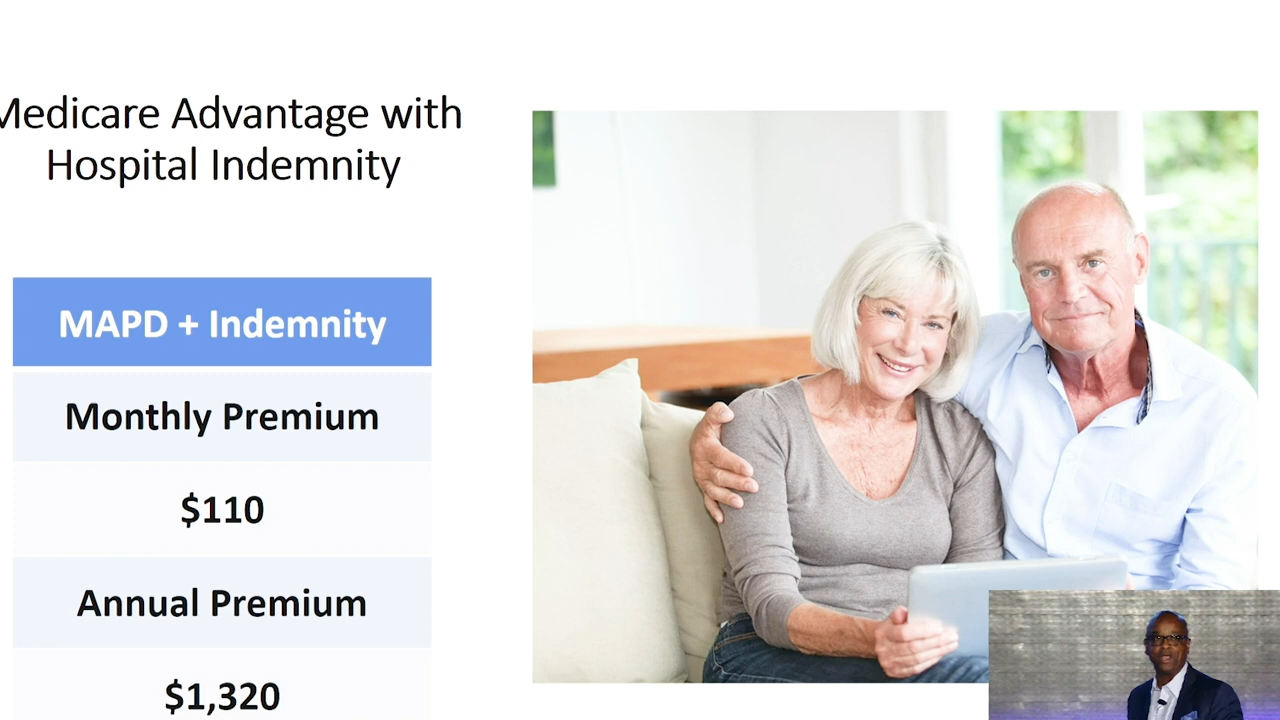 Medicare Advantage with
Hospital Indemnity
MAPD + Indemnity
Monthly Premium
$110
Annual Premium
$1,320